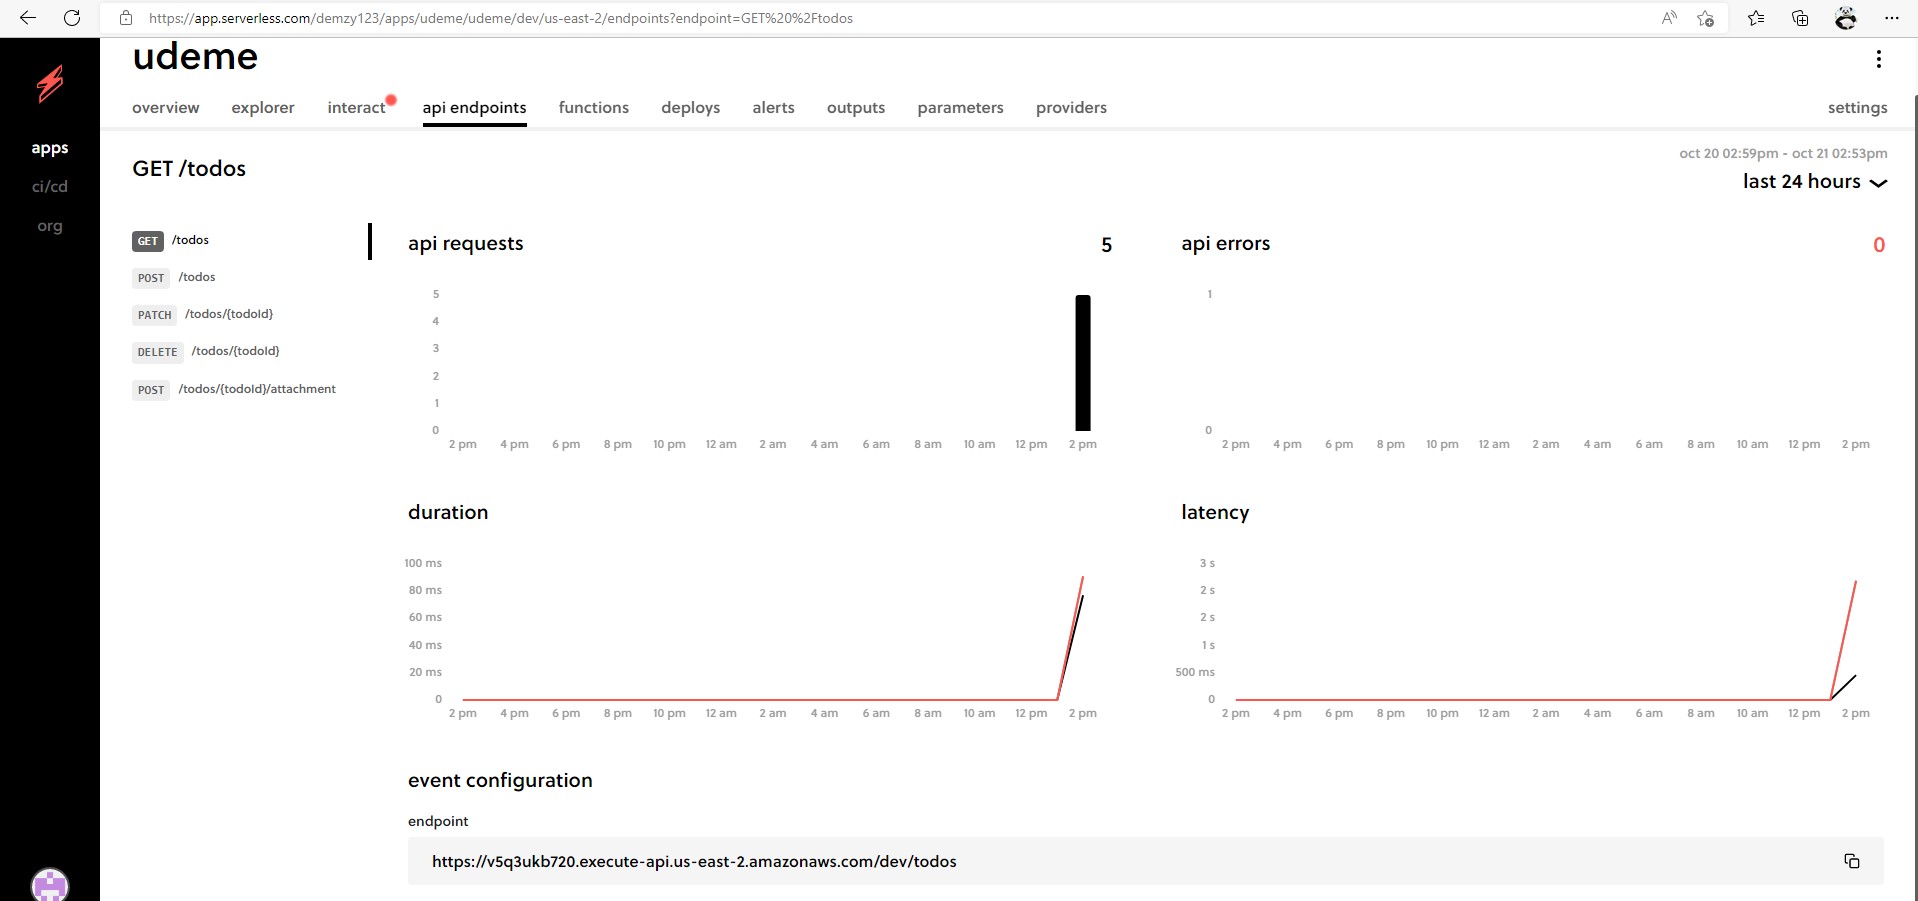 https://app.serverless.com/demzy123/apps/udeme/udeme/dev/us-east-2/endpoints?endpoint=GET%20%2Ftodos
udeme
overview explorer interact api endpoints functions deploys alerts outputs parameters providers settings
apps
ci/cd
org
GET /todos
oct 20 02:59pm - oct 21 02:53pm
last 24 hours
GET /todos
POST /todos
PATCH /todos/{todoId}
DELETE /todos/{todoId}
POST /todos/{todoId}/attachment
api requests 5
5
4
3
2
1
0
2 pm 4 pm 6 pm 8 pm 10 pm 12 am 2 am 4 am 6 am 8 am 10 am 12 pm 2 pm
api errors 0
1
0
2 pm 4 pm 6 pm 8 pm 10 pm 12 am 2 am 4 am 6 am 8 am 10 am 12 pm 2 pm
duration
100 ms
80 ms
60 ms
40 ms
20 ms
0
2 pm 4 pm 6 pm 8 pm 10 pm 12 am 2 am 4 am 6 am 8 am 10 am 12 pm 2 pm
latency
3 s
2 s
2 s
1 s
500 ms
0
2 pm 4 pm 6 pm 8 pm 10 pm 12 am 2 am 4 am 6 am 8 am 10 am 12 pm 2 pm
event configuration
endpoint
https://v5q3ukb720.execute-api.us-east-2.amazonaws.com/dev/todos